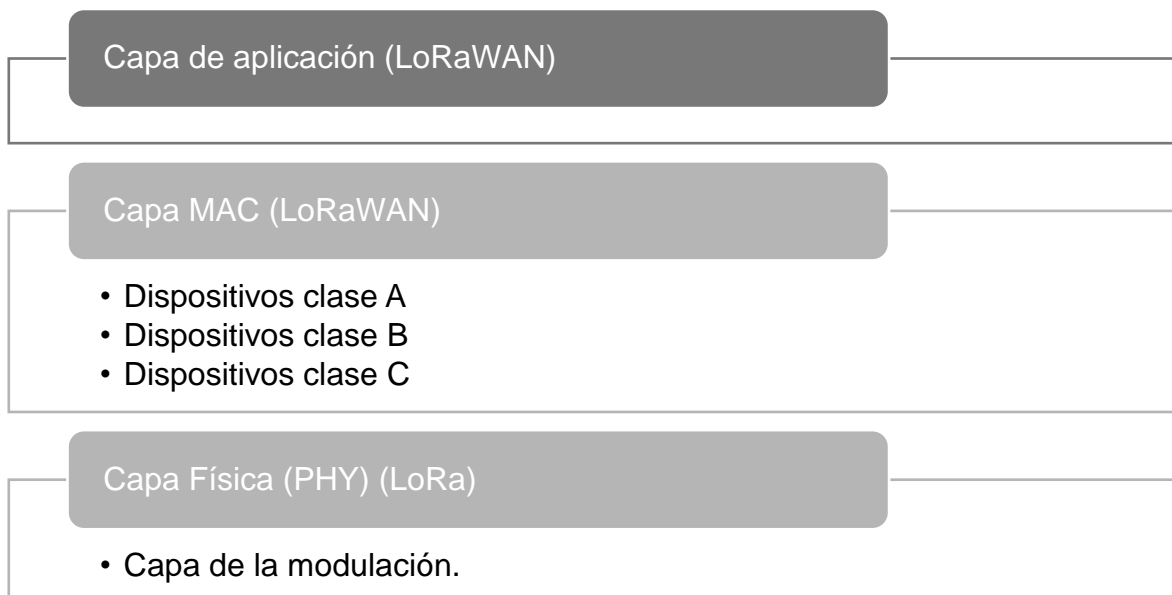 Capa de aplicación (LoRaWAN)
Capa MAC (LoRaWAN)
• Dispositivos clase A
• Dispositivos clase B
• Dispositivos clase C
Capa Física (PHY) (LoRa)
• Capa de la modulación.